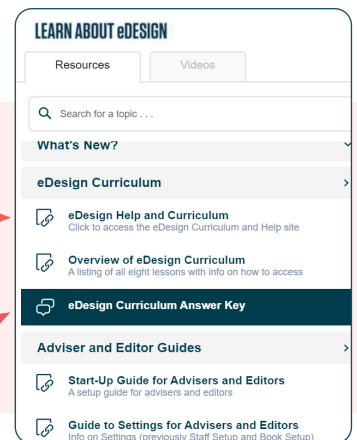 LEARN ABOUT eDESIGN
Resources
Videos
Search for a topic . . .
What's New?
eDesign Curriculum
eDesign Help and Curriculum
Click to access the eDesign Curriculum and Help site
Overview of eDesign Curriculum
A listing of all eight lessons with info on how to access
eDesign Curriculum Answer Key
Adviser and Editor Guides
Start-Up Guide for Advisers and Editors
A setup guide for advisers and editors
Guide to Settings for Advisers and Editors
Info on Settings (previously Staff Setup and Book Setup)